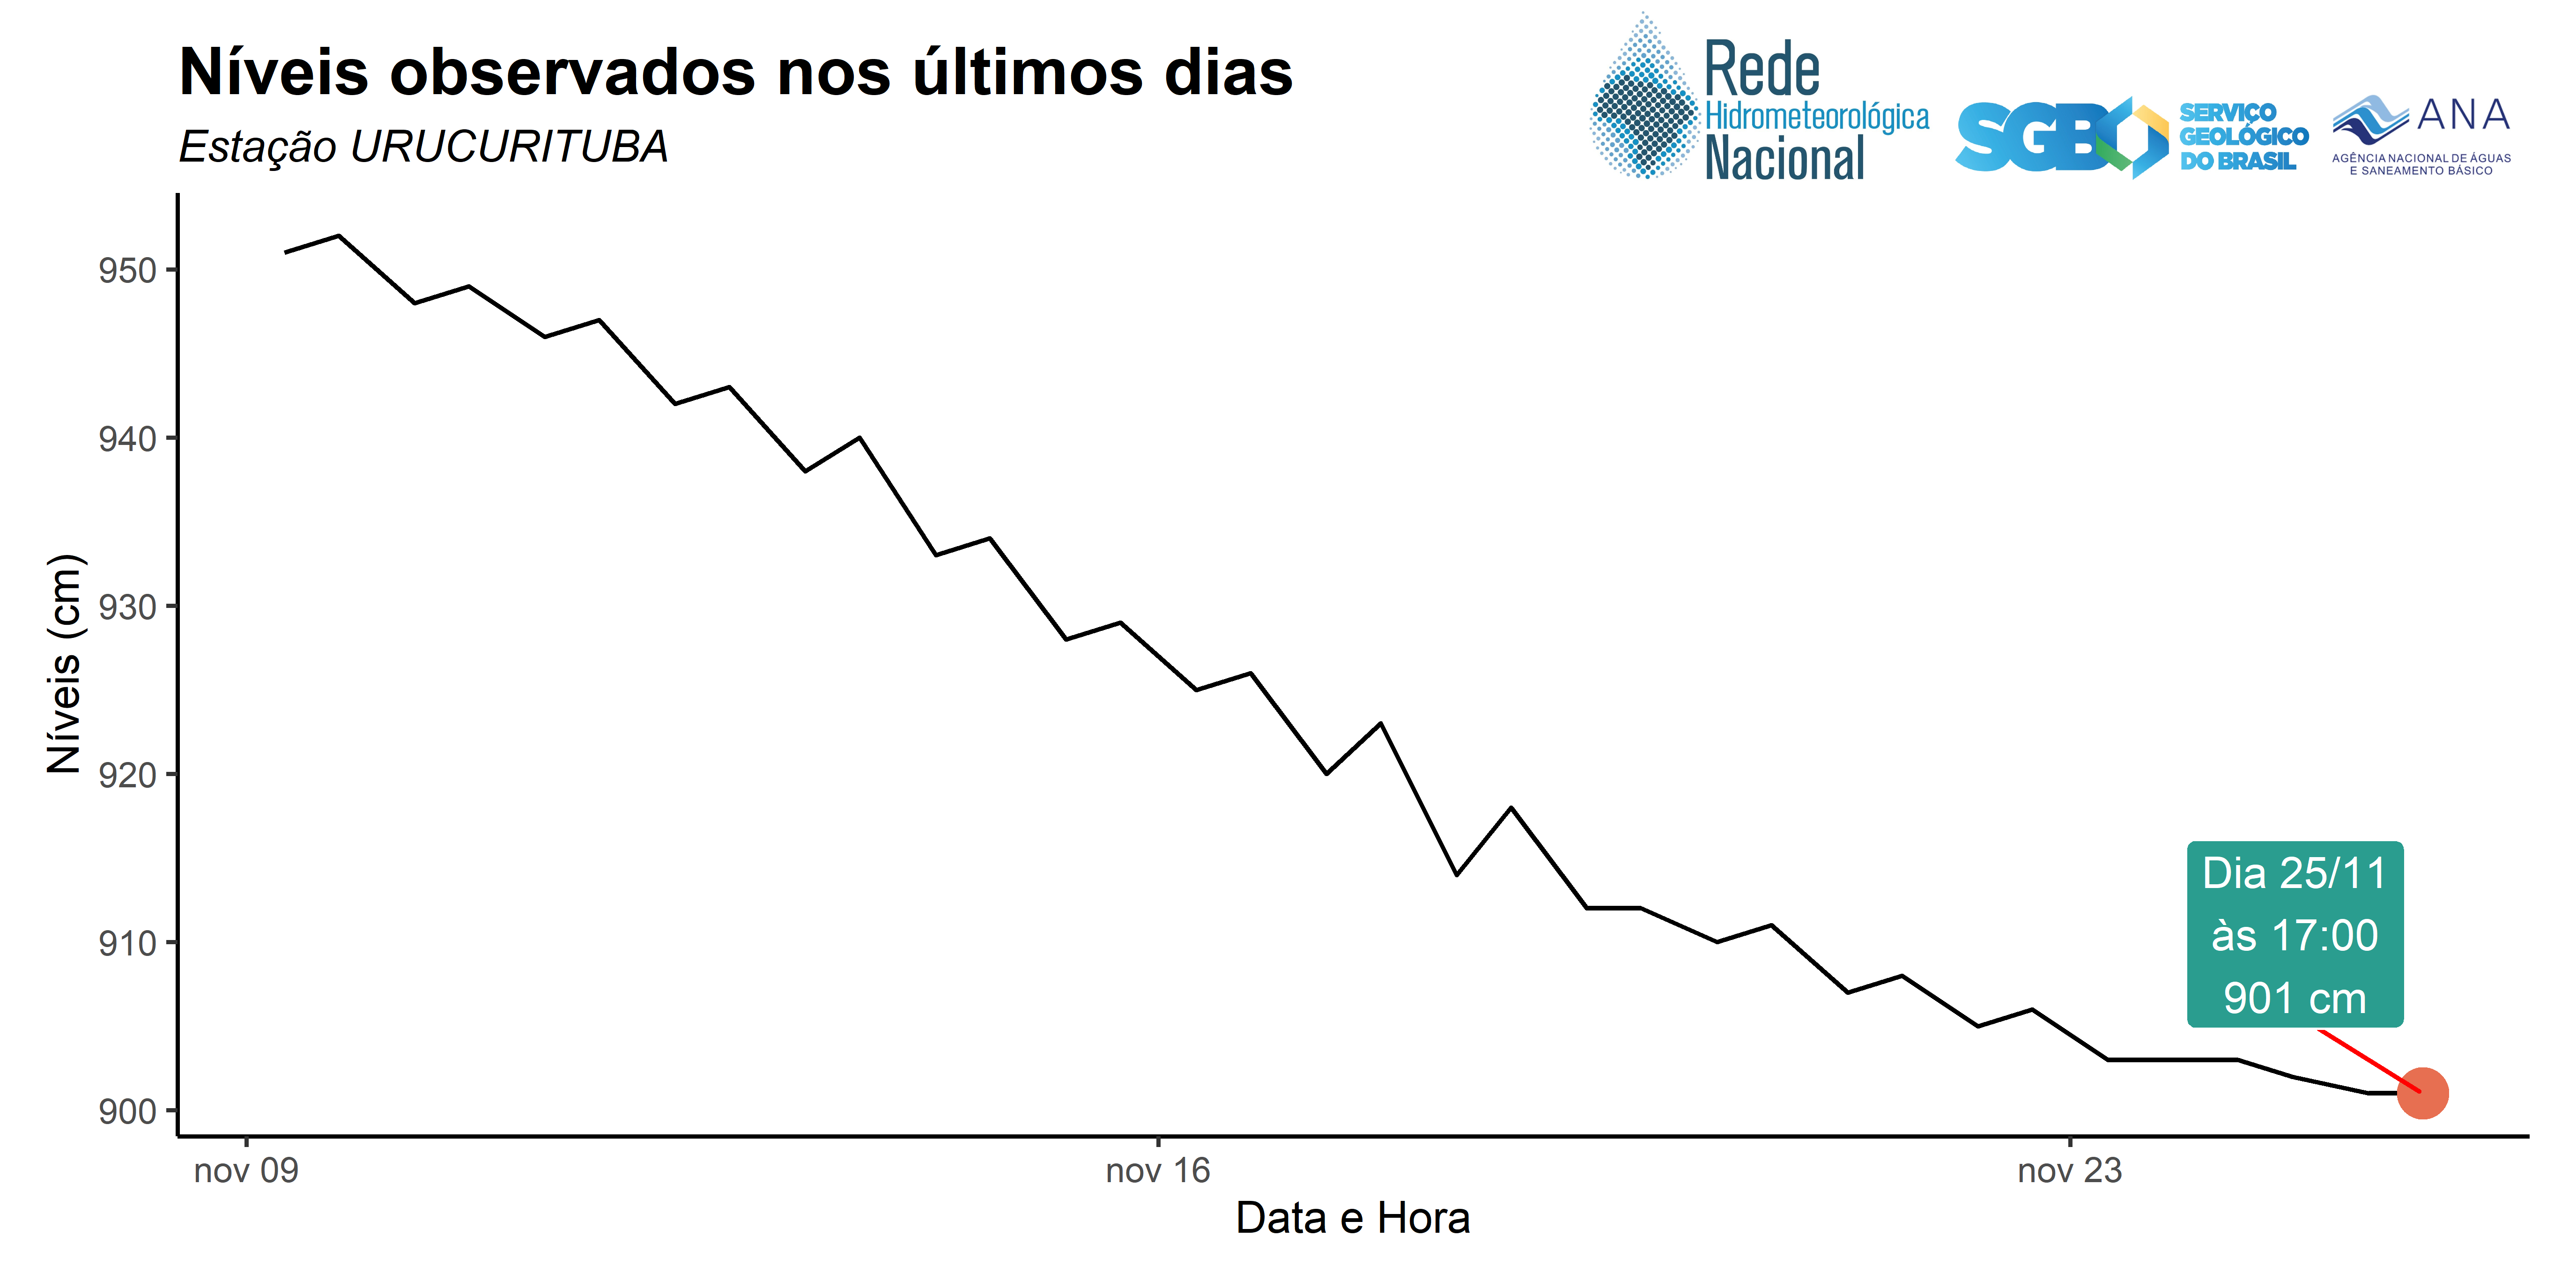 Níveis observados nos últimos dias
Estação URUCURITUBA
Rede
Hidrometeorológica
Nacional
SGB
SERVIÇO
GEOLÓGICO
DO BRASIL
ANA
AGÊNCIA NACIONAL DE ÁGUAS
E SANEAMENTO BÁSICO
Níveis (cm)
950
940
930
920
910
900
Dia 25/11
às 17:00
901 cm
nov 09
nov 16
nov 23
Data e Hora